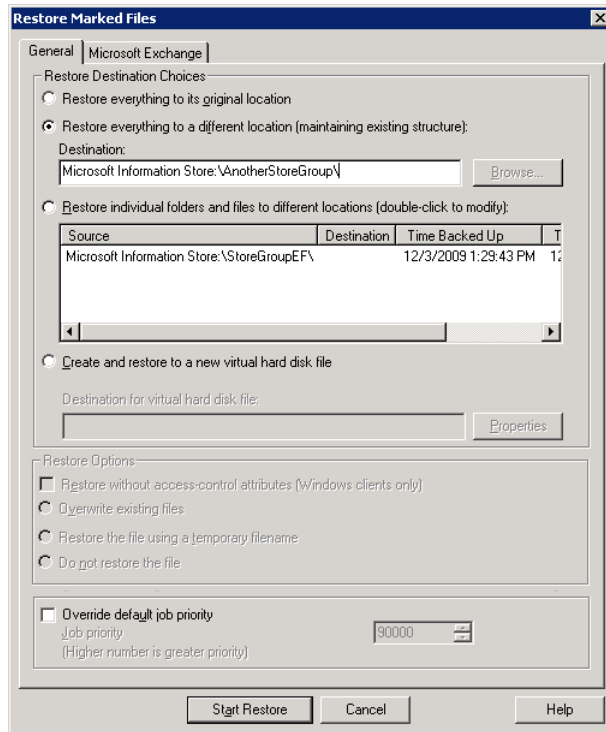 Restore Marked Files
General
Microsoft Exchange
Restore Destination Choices
Restore everything to its original location
Restore everything to a different location (maintaining existing structure):
Destination:
Microsoft Information Store:\AnotherStoreGroup\
Browse...
Restore individual folders and files to different locations (double-click to modify):
Source Destination Time Backed Up T
Microsoft Information Store:\StoreGroupEF\ 12/3/2009 1:29:43 PM 12
Create and restore to a new virtual hard disk file
Destination for virtual hard disk file:
Properties
Restore Options
Restore without access-control attributes (Windows clients only)
Overwrite existing files
Restore the file using a temporary filename
Do not restore the file
Override default job priority
Job priority 90000
(Higher number is greater priority)
Start Restore Cancel Help